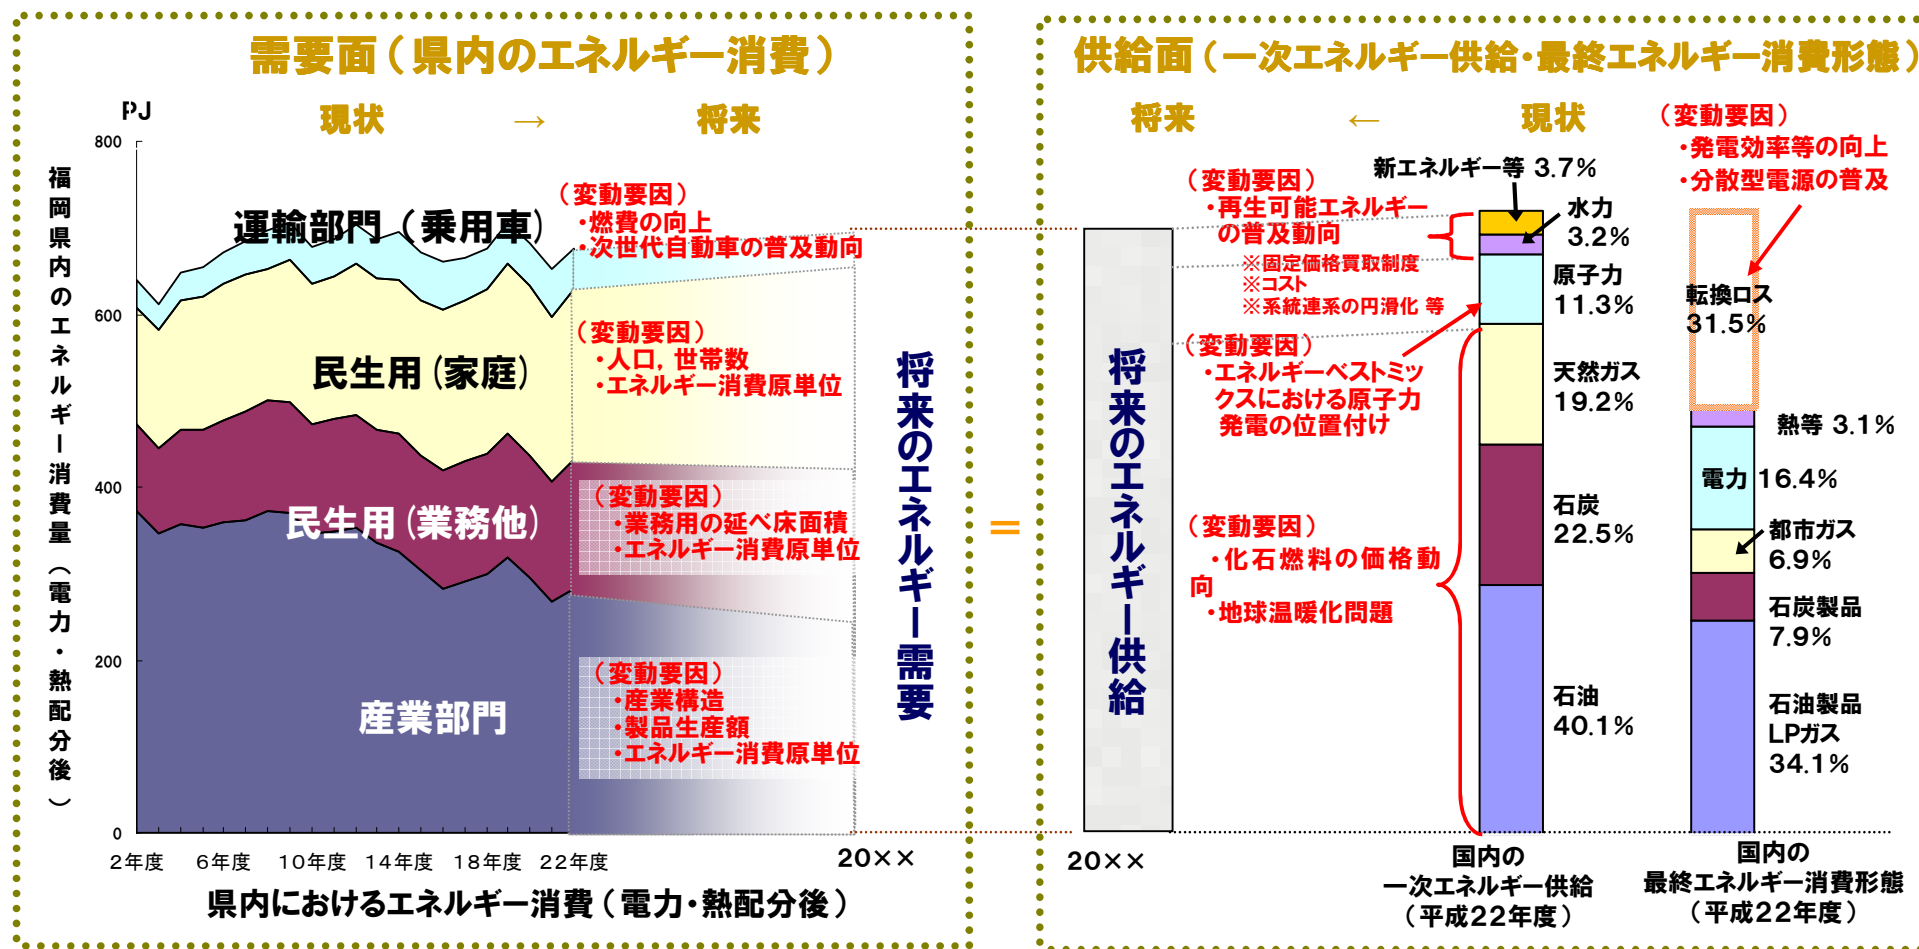 需要面（県内のエネルギー消費）
現状 → 将来
PJ
800
600
400
200
0
福岡県内のエネルギー消費量（電力・熱配分後）
運輸部門（乗用車）
（変動要因）
・燃費の向上
・次世代自動車の普及動向
民生用(家庭)
（変動要因）
・人口，世帯数
・エネルギー消費原単位
民生用(業務他)
（変動要因）
・業務用の延べ床面積
・エネルギー消費原単位
産業部門
（変動要因）
・産業構造
・製品生産額
・エネルギー消費原単位
将来のエネルギー需要
2年度 6年度 10年度 14年度 18年度 22年度
20××
県内におけるエネルギー消費（電力・熱配分後）
＝
供給面（一次エネルギー供給・最終エネルギー消費形態）
将来 ← 現状
将来のエネルギー供給
20××
（変動要因）
・再生可能エネルギー
の普及動向
※固定価格買取制度
※コスト
※系統連系の円滑化 等
（変動要因）
・エネルギーベストミッ
クスにおける原子力
発電の位置付け
（変動要因）
・化石燃料の価格動
向
・地球温暖化問題
新エネルギー等 3.7%
水力
3.2%
原子力
11.3%
天然ガス
19.2%
石炭
22.5%
石油
40.1%
国内の
一次エネルギー供給
（平成22年度）
（変動要因）
・発電効率等の向上
・分散型電源の普及
転換ロス
31.5%
熱等 3.1%
電力 16.4%
都市ガス
6.9%
石炭製品
7.9%
石油製品
LPガス
34.1%
国内の
最終エネルギー消費形態
（平成22年度）